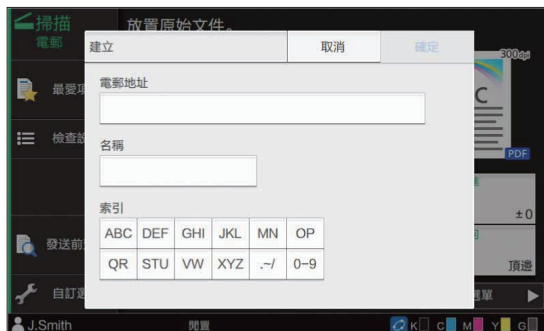 掃描
電郵
放置原始文件。
建立
取消
確定
300dpi
電郵地址
最愛項
C
名稱
檢查設
PDF
索引
ABC DEF GHI JKL MN OP
±0
QR STU VW XYZ .~/ 0-9
發送前
頂邊
自訂選
選單
J.Smith
閒置
K C M Y G